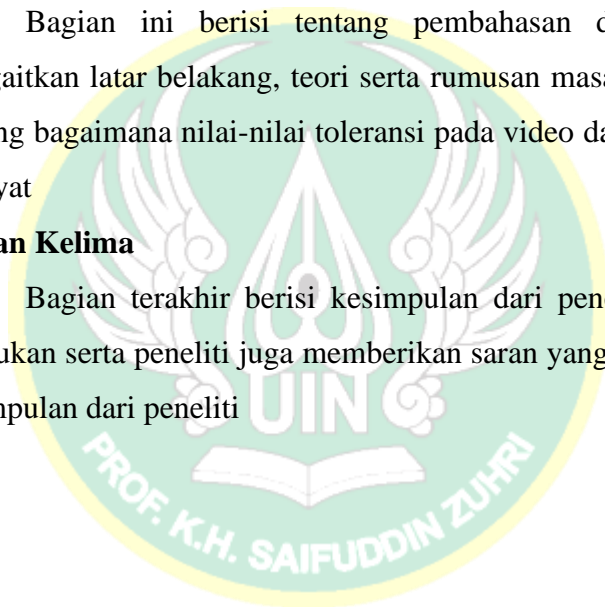 Bagian ini berisi tentang pembahasan d
gaitkan latar belakang, teori serta rumusan masa
ng bagaimana nilai-nilai toleransi pada video da
yat
an Kelima
Bagian terakhir berisi kesimpulan dari pene
ukan serta peneliti juga memberikan saran yang
mpulan dari peneliti
UIN
PROF. K.H. SAIFUDDIN ZUHRI